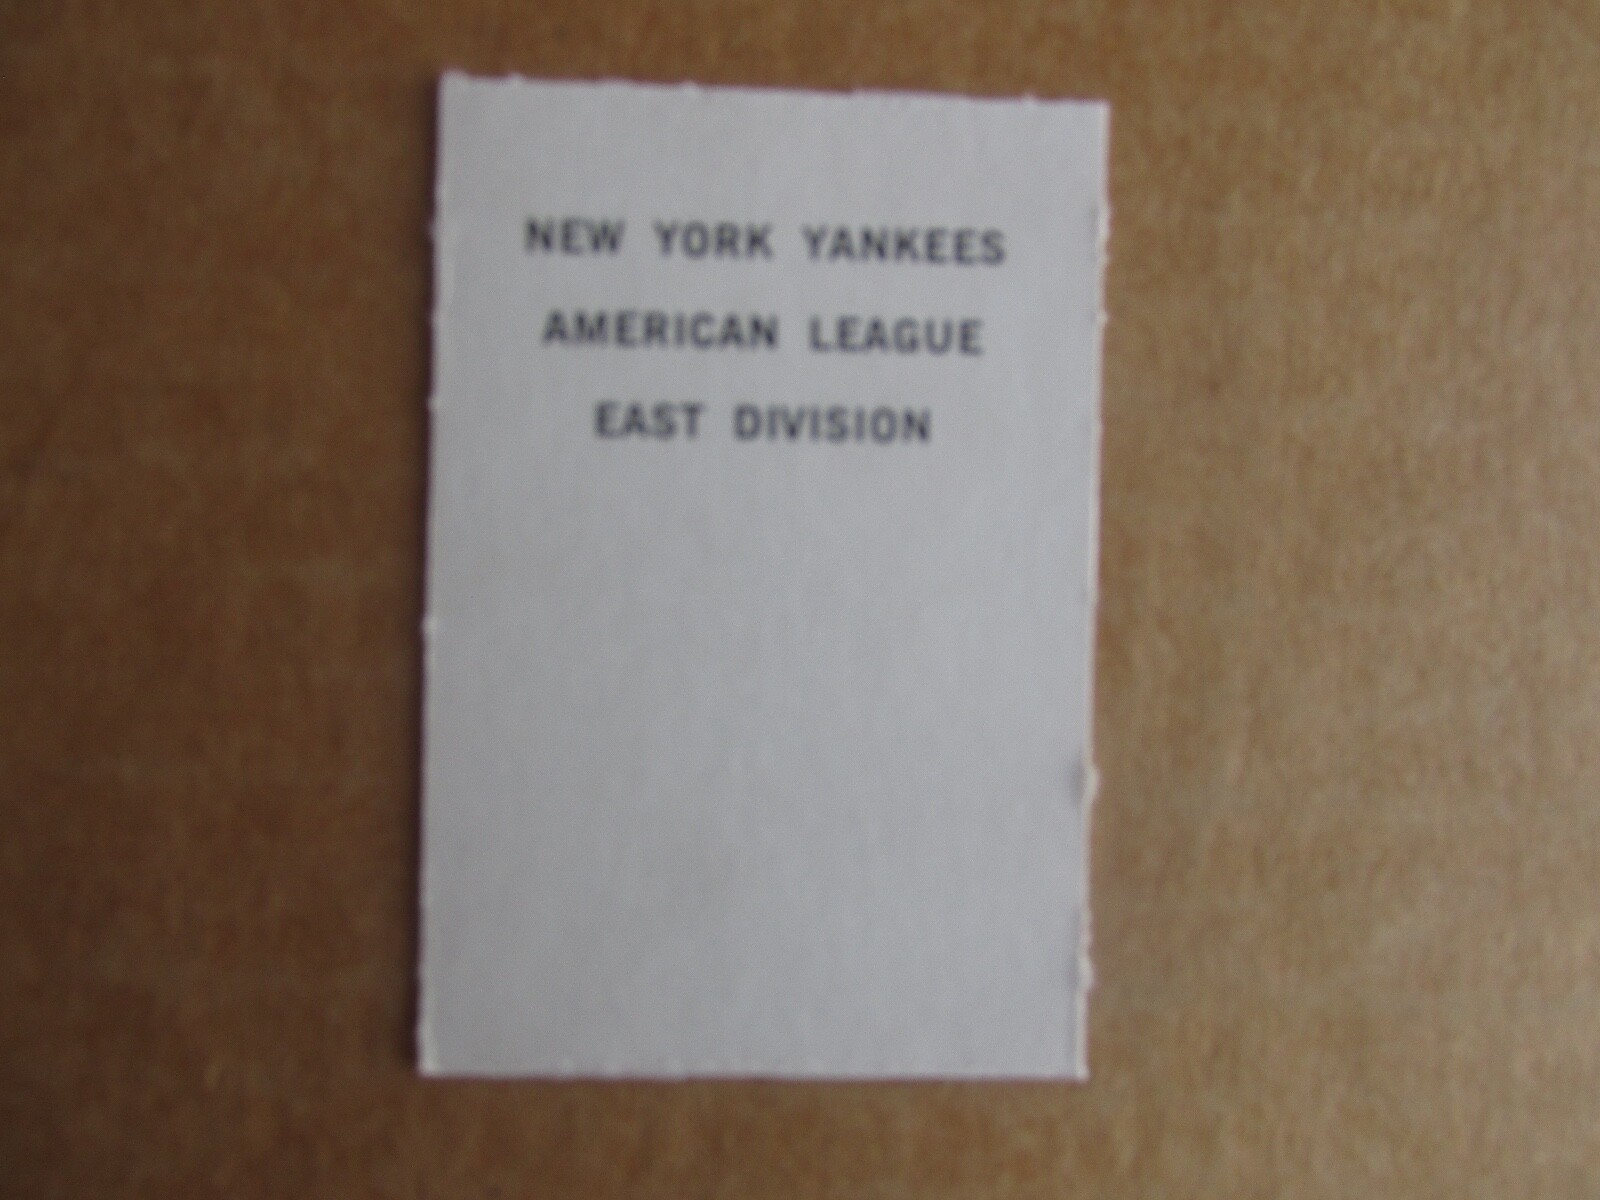 NEW YORK YANKEES
AMERICAN LEAGUE
EAST DIVISION